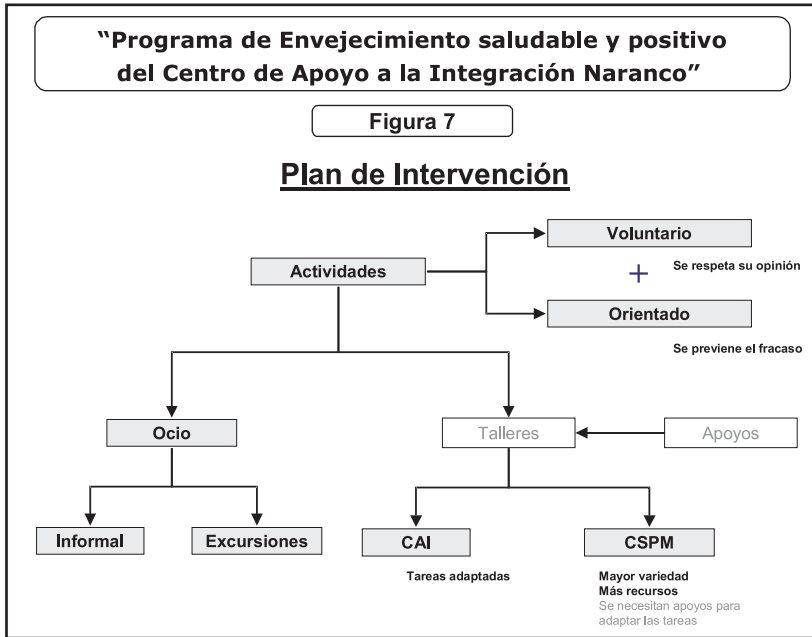 “Programa de Envejecimiento saludable y positivo
del Centro de Apoyo a la Integración Naranco”
Figura 7
Plan de Intervención
Voluntario
Se respeta su opinión
Actividades
+
Orientado
Se previene el fracaso
Ocio
Talleres
Apoyos
Informal
Excursiones
CAI
CSPM
Tareas adaptadas
Mayor variedad
Más recursos
Se necesitan apoyos para
adaptar las tareas